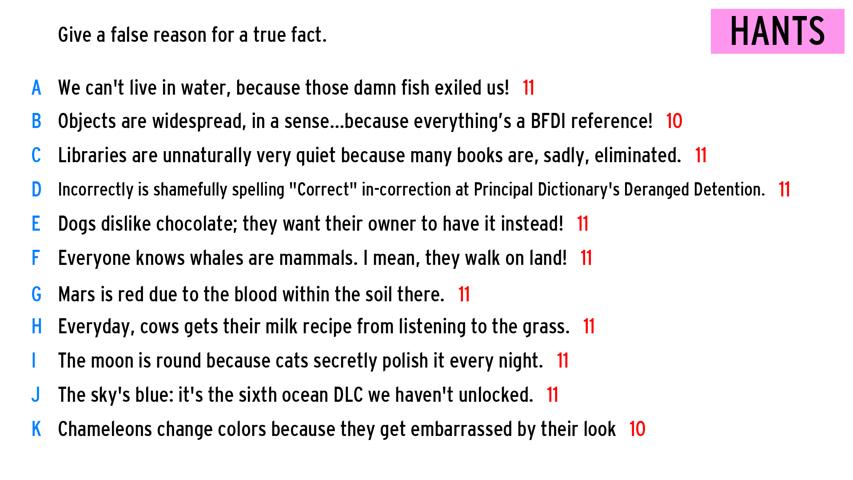 Give a false reason for a true fact.
HANTS
A We can't live in water, because those damn fish exiled us! 11
B Objects are widespread, in a sense...because everything's a BFDI reference! 10
C Libraries are unnaturally very quiet because many books are, sadly, eliminated. 11
D Incorrectly is shamefully spelling "Correct" in-correction at Principal Dictionary's Deranged Detention. 11
E Dogs dislike chocolate; they want their owner to have it instead! 11
F Everyone knows whales are mammals. I mean, they walk on land! 11
G Mars is red due to the blood within the soil there. 11
H Everyday, cows gets their milk recipe from listening to the grass. 11
I The moon is round because cats secretly polish it every night. 11
J The sky's blue: it's the sixth ocean DLC we haven't unlocked. 11
K Chameleons change colors because they get embarrassed by their look 10